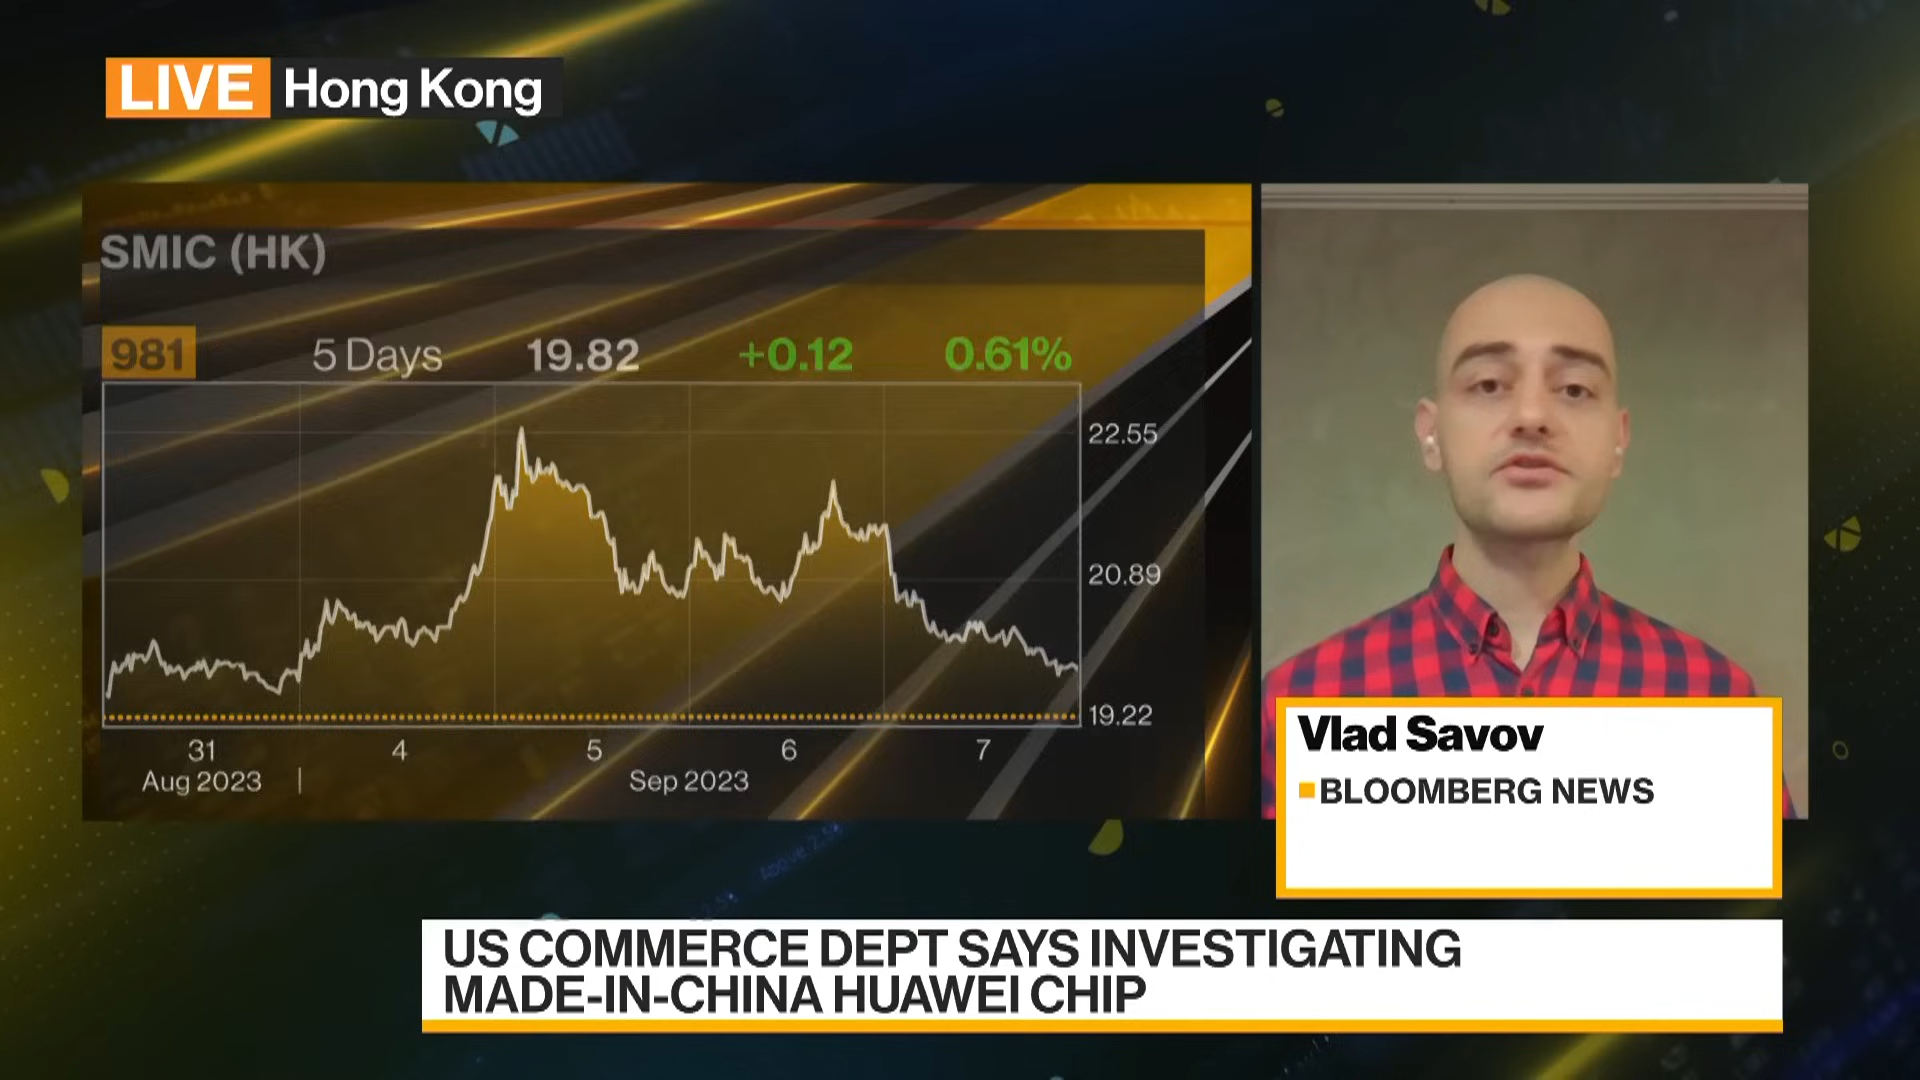 LIVE Hong Kong
SMIC (HK)
981 5 Days 19.82 +0.12 0.61%
22.55
20.89
19.22
31 4 5 6 7
Aug 2023 | Sep 2023
Vlad Savov
BLOOMBERG NEWS
US COMMERCE DEPT SAYS INVESTIGATING
MADE-IN-CHINA HUAWEI CHIP